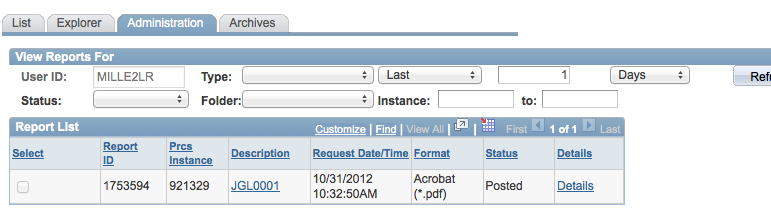 List Explorer Administration Archives
View Reports For
User ID: MILLE2LR Type: Last 1 Days Refr
Status: Folder: Instance: to:
Report List Customize | Find | View All | | First 1 of 1 Last
Select Report ID Prcs Instance Description Request Date/Time Format Status Details
1753594 921329 JGL0001 10/31/2012 10:32:50AM Acrobat (*.pdf) Posted Details